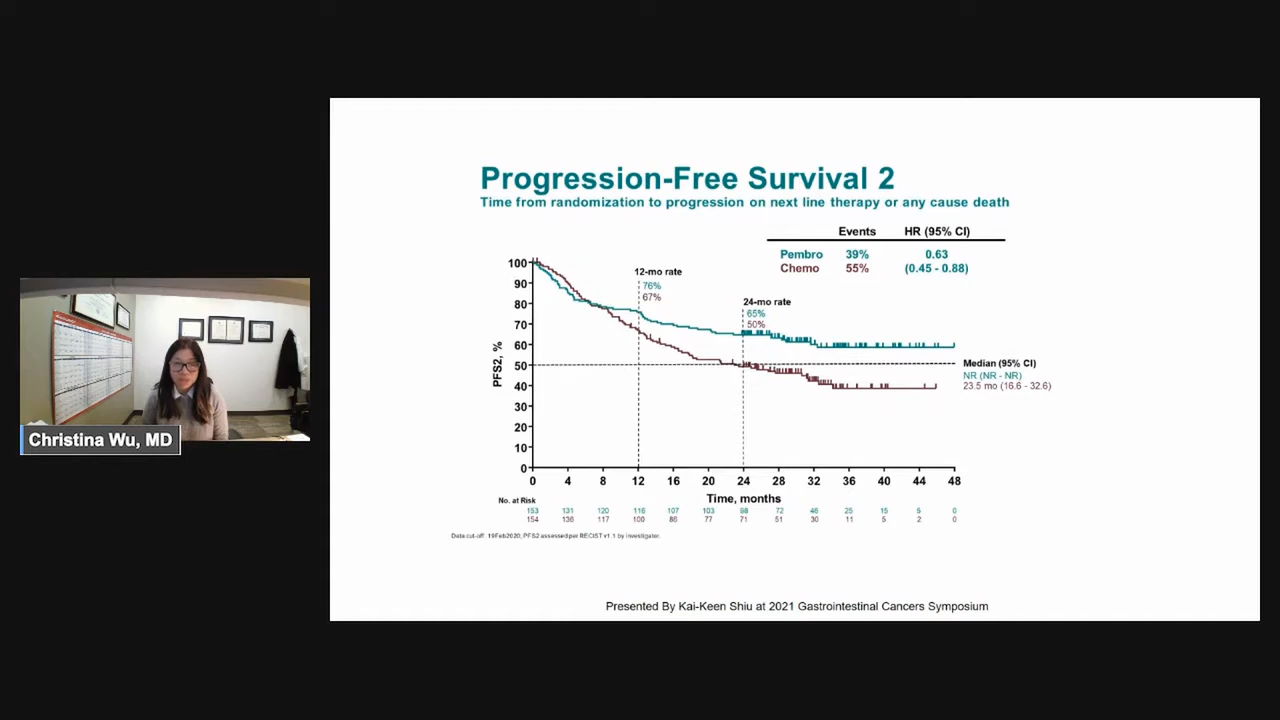 Christina Wu, MD
Progression-Free Survival 2
Time from randomization to progression on next line therapy or any cause death
Events HR (95% CI)
Pembro 39% 0.63
Chemo 55% (0.45 - 0.88)
12-mo rate
76%
67%
24-mo rate
65%
50%
PFS2, %
100
90
80
70
60
50
40
30
20
10
0
Median (95% CI)
NR (NR - NR)
23.5 mo (16.6 - 32.6)
0 4 8 12 16 20 24 28 32 36 40 44 48
Time, months
No. at Risk
153 131 120 116 107 103 98 72 46 25 15 5 0
154 136 117 100 86 77 71 51 30 11 5 2 0
Data cut-off: 19Feb2020, PFS2 assessed per RECIST v1.1 by investigator.
Presented By Kai-Keen Shiu at 2021 Gastrointestinal Cancers Symposium